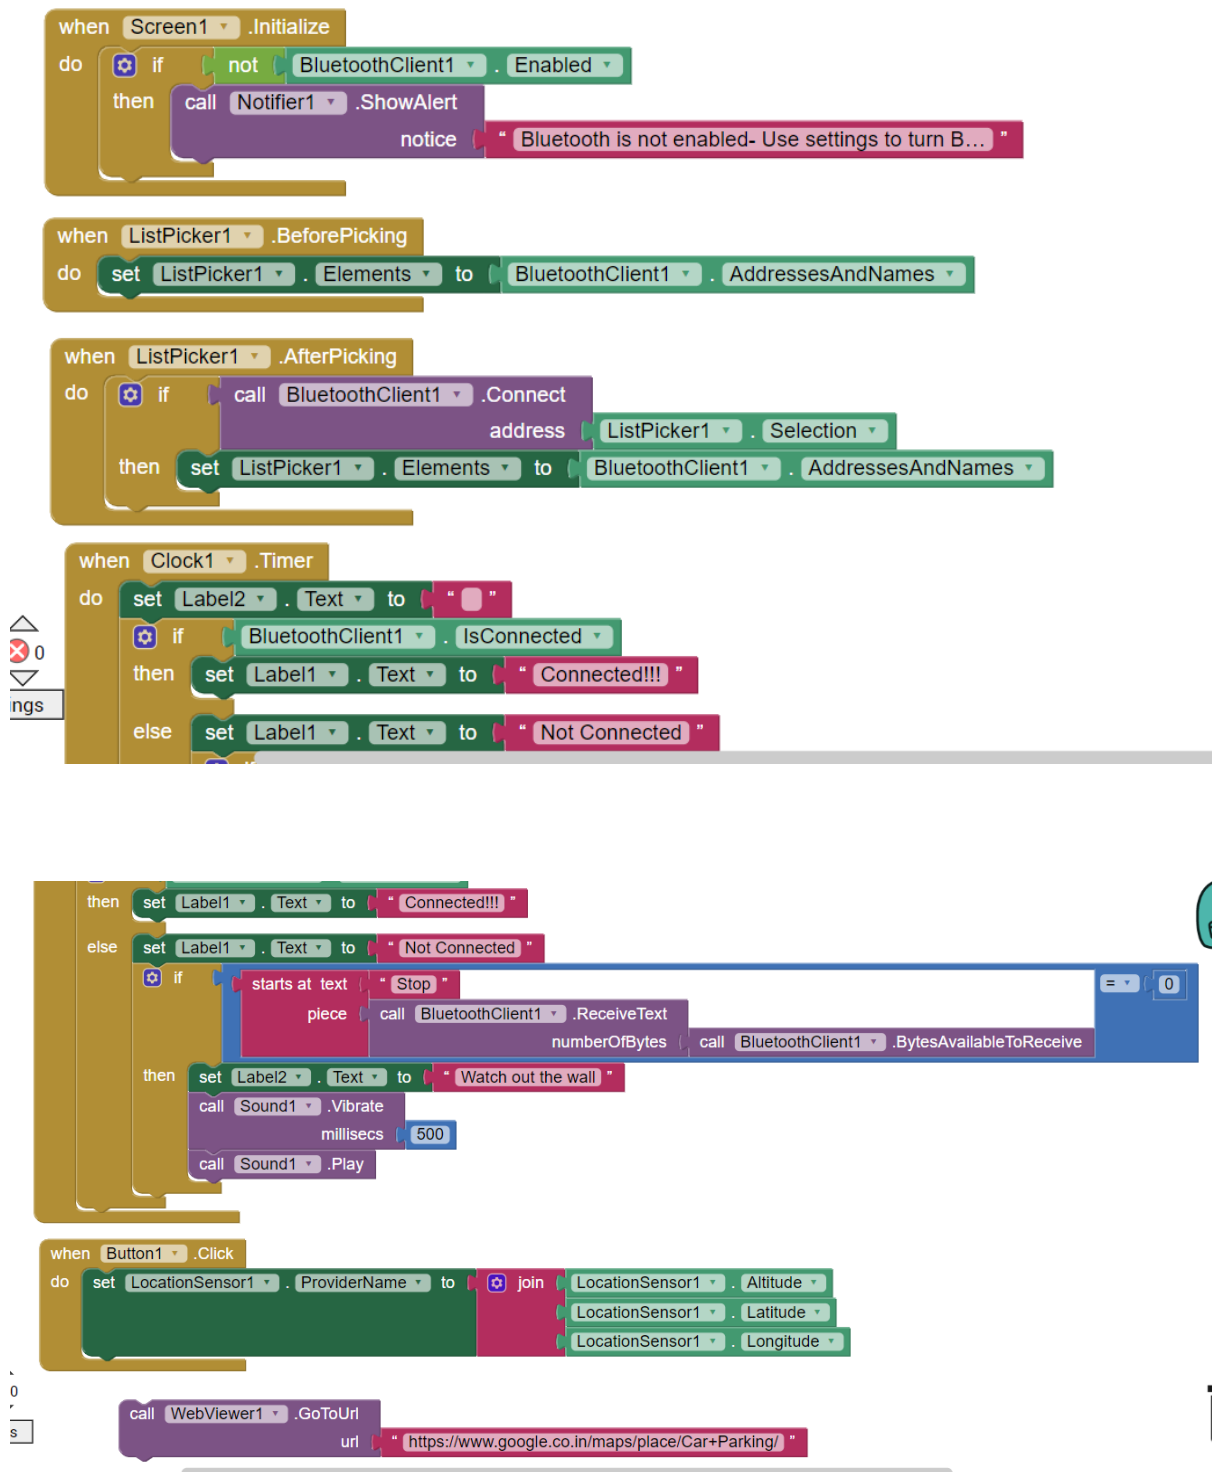 when Screen1 .Initialize
do if not BluetoothClient1 . Enabled
then call Notifier1 .ShowAlert
notice " Bluetooth is not enabled- Use settings to turn B... "
when ListPicker1 .BeforePicking
do set ListPicker1 . Elements to BluetoothClient1 . AddressesAndNames
when ListPicker1 .AfterPicking
do if call BluetoothClient1 .Connect
address ListPicker1 . Selection
then set ListPicker1 . Elements to BluetoothClient1 . AddressesAndNames
when Clock1 .Timer
do set Label2 . Text to " "
if BluetoothClient1 . IsConnected
0
then set Label1 . Text to " Connected!!! "
ings
else set Label1 . Text to " Not Connected "
then set Label1 . Text to " Connected!!! "
else set Label1 . Text to " Not Connected "
if starts at text " Stop " = 0
piece call BluetoothClient1 .ReceiveText
numberOfBytes call BluetoothClient1 .BytesAvailableToReceive
then set Label2 . Text to " Watch out the wall "
call Sound1 .Vibrate
millisecs 500
call Sound1 .Play
when Button1 .Click
do set LocationSensor1 . ProviderName to join LocationSensor1 . Altitude
LocationSensor1 . Latitude
LocationSensor1 . Longitude
0
call WebViewer1 .GoToUrl
s
url " https://www.google.co.in/maps/place/Car+Parking/ "